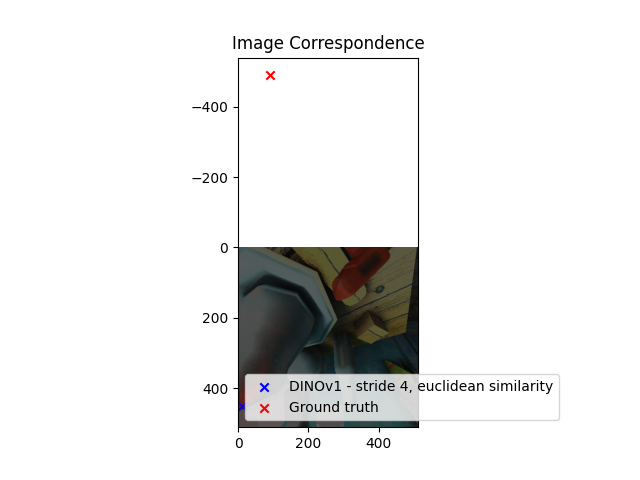 Image Correspondence
−400
−200
0
200
400
DINOv1 - stride 4, euclidean similarity
Ground truth
0 200 400